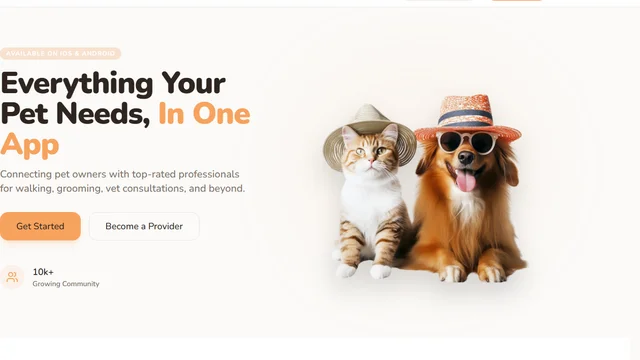 AVAILABLE ON IOS & ANDROID
Everything Your
Pet Needs, In One
App
Connecting pet owners with top-rated professionals
for walking, grooming, vet consultations, and beyond.
Get Started
Become a Provider
10k+
Growing Community